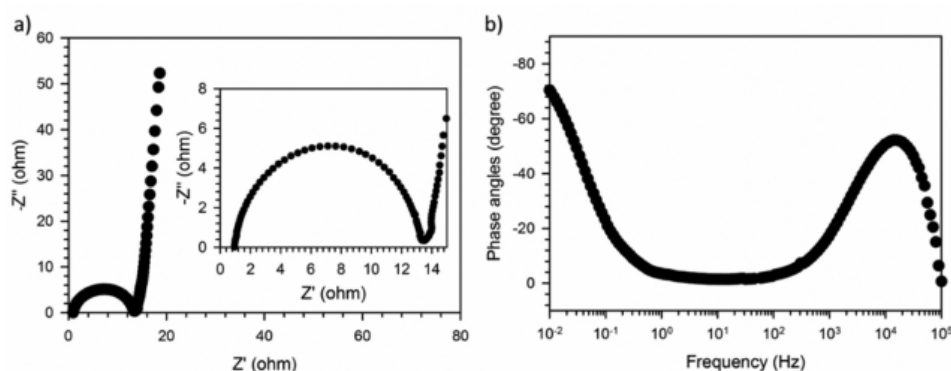 a)
60
50
40
30
20
10
0
-Z'' (ohm)
0 20 40 60 80
Z' (ohm)
8
6
4
2
0
-Z'' (ohm)
0 2 4 6 8 10 12 14
Z' (ohm)
b)
-80
-60
-40
-20
0
Phase angles (degree)
10⁻² 10⁻¹ 10⁰ 10¹ 10² 10³ 10⁴ 10⁵
Frequency (Hz)